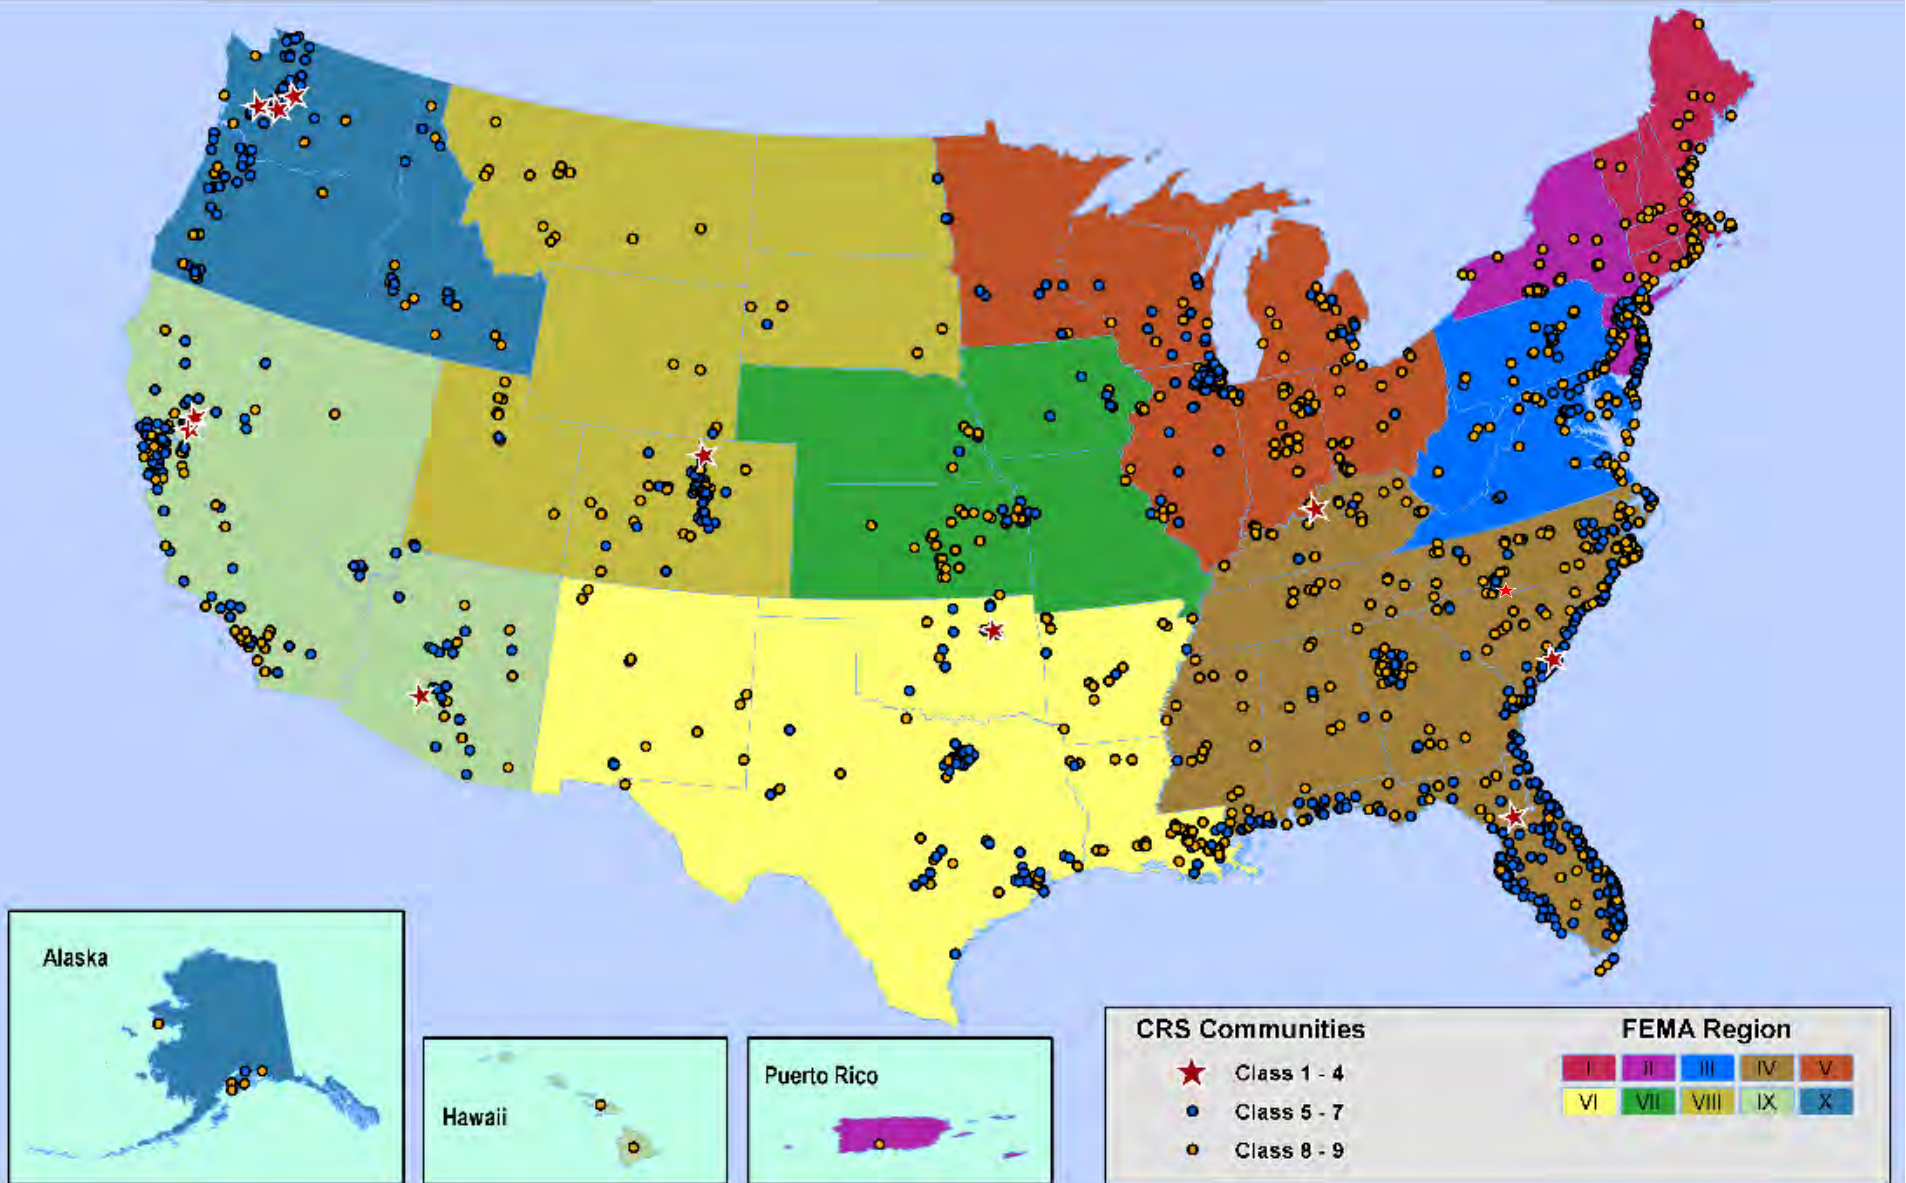 Alaska
Hawaii
Puerto Rico
CRS Communities
Class 1 - 4
Class 5 - 7
Class 8 - 9
FEMA Region
I II III IV V
VI VII VIII IX X